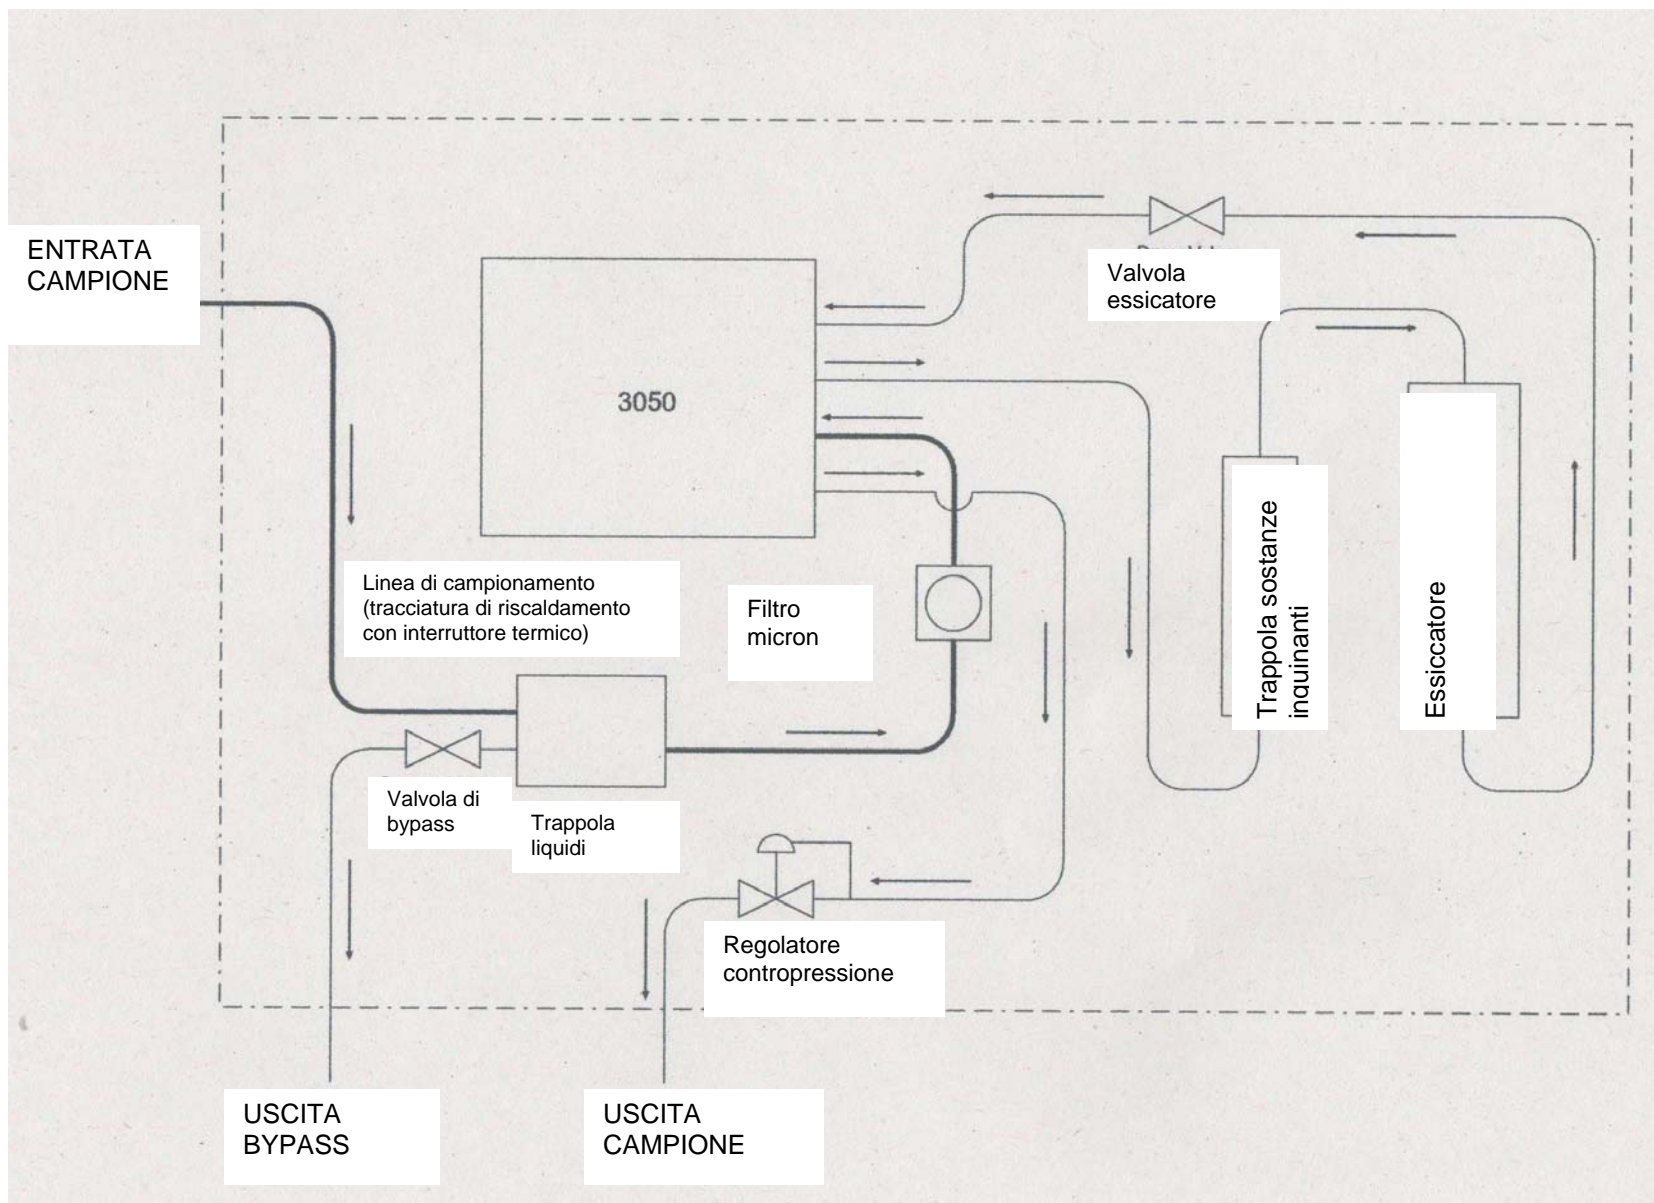 ENTRATA
CAMPIONE
Valvola
essicatore
3050
Linea di campionamento
(tracciatura di riscaldamento
con interruttore termico)
Filtro
micron
Trappola sostanze
inquinanti
Essiccatore
Valvola di
bypass
Trappola
liquidi
Regolatore
contropressione
USCITA
BYPASS
USCITA
CAMPIONE